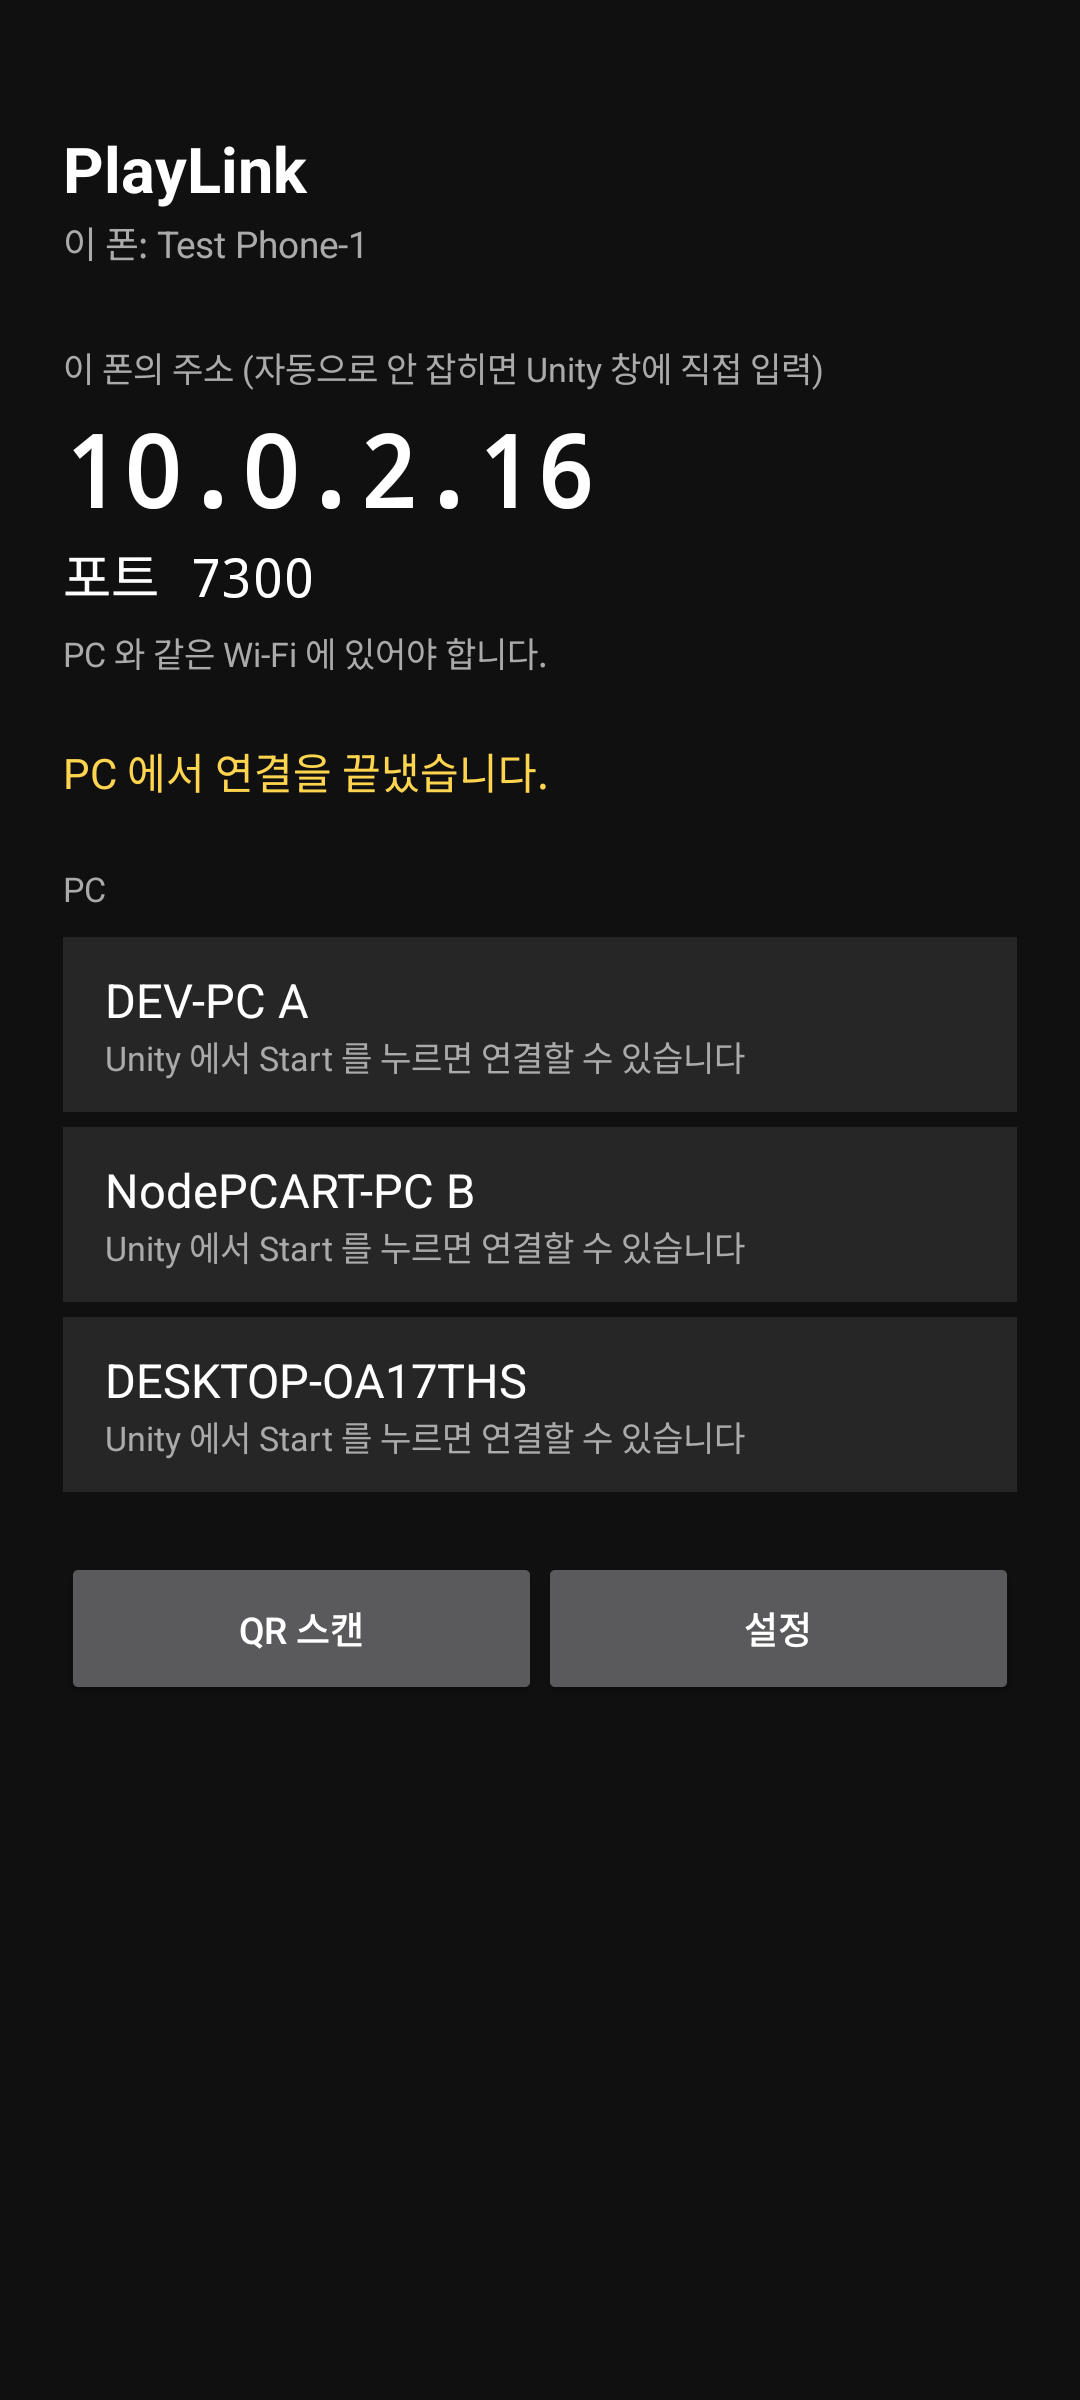 PlayLink
이 폰: Test Phone-1
이 폰의 주소 (자동으로 안 잡히면 Unity 창에 직접 입력)
10.0.2.16
포트 7300
PC 와 같은 Wi-Fi 에 있어야 합니다.
PC 에서 연결을 끝냈습니다.
PC
DEV-PC A
Unity 에서 Start 를 누르면 연결할 수 있습니다
NodePCART-PC B
Unity 에서 Start 를 누르면 연결할 수 있습니다
DESKTOP-OA17THS
Unity 에서 Start 를 누르면 연결할 수 있습니다
QR 스캔
설정